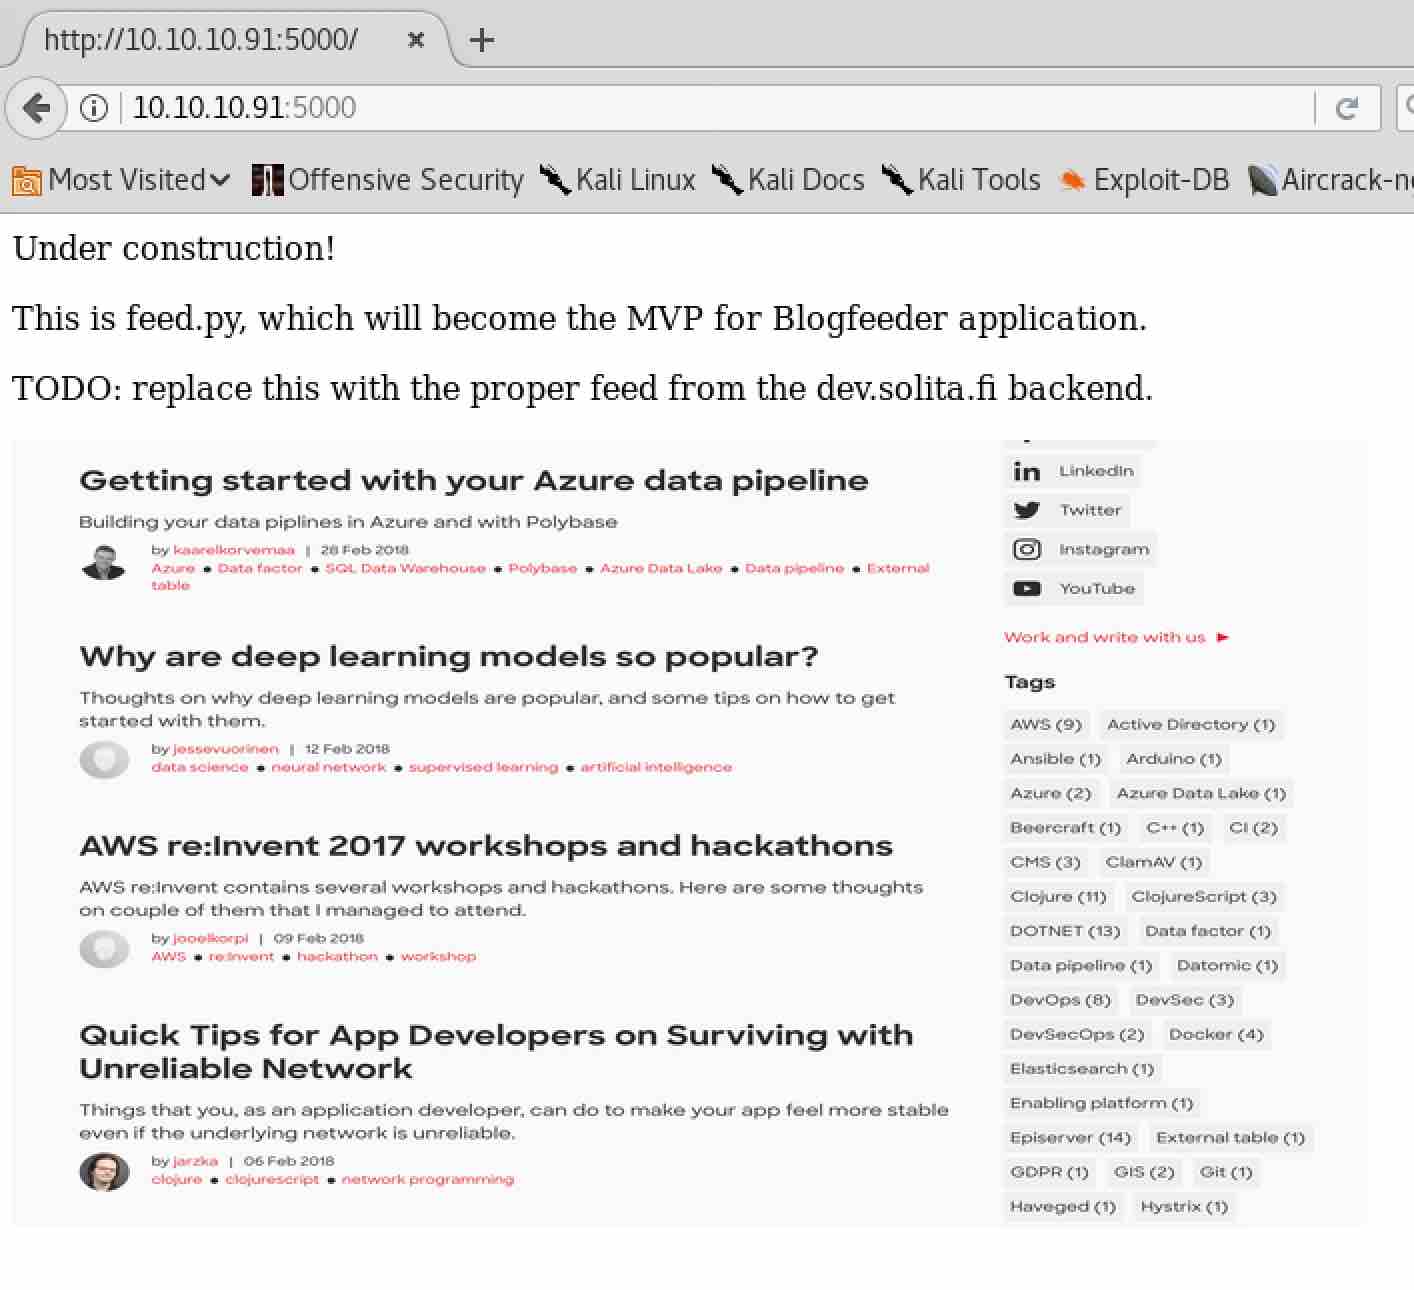 http://10.10.10.91:5000/
10.10.10.91:5000
Most Visited Offensive Security Kali Linux Kali Docs Kali Tools Exploit-DB Aircrack-ng
Under construction!
This is feed.py, which will become the MVP for Blogfeeder application.
TODO: replace this with the proper feed from the dev.solita.fi backend.
Getting started with your Azure data pipeline
Building your data piplines in Azure and with Polybase
by kaarelkorvemaa | 28 Feb 2018
Azure ● Data factor ● SQL Data Warehouse ● Polybase ● Azure Data Lake ● Data pipeline ● External
table
Why are deep learning models so popular?
Thoughts on why deep learning models are popular, and some tips on how to get
started with them.
by jessevuorinen | 12 Feb 2018
data science ● neural network ● supervised learning ● artificial intelligence
AWS re:Invent 2017 workshops and hackathons
AWS re:Invent contains several workshops and hackathons. Here are some thoughts
on couple of them that I managed to attend.
by jooelkorpi | 09 Feb 2018
AWS ● re:Invent ● hackathon ● workshop
Quick Tips for App Developers on Surviving with
Unreliable Network
Things that you, as an application developer, can do to make your app feel more stable
even if the underlying network is unreliable.
by jarzka | 06 Feb 2018
clojure ● clojurescript ● network programming
LinkedIn
Twitter
Instagram
YouTube
Work and write with us ►
Tags
AWS (9) Active Directory (1)
Ansible (1) Arduino (1)
Azure (2) Azure Data Lake (1)
Beercraft (1) C++ (1) CI (2)
CMS (3) ClamAV (1)
Clojure (11) ClojureScript (3)
DOTNET (13) Data factor (1)
Data pipeline (1) Datomic (1)
DevOps (8) DevSec (3)
DevSecOps (2) Docker (4)
Elasticsearch (1)
Enabling platform (1)
Episerver (14) External table (1)
GDPR (1) GIS (2) Git (1)
Haveged (1) Hystrix (1)